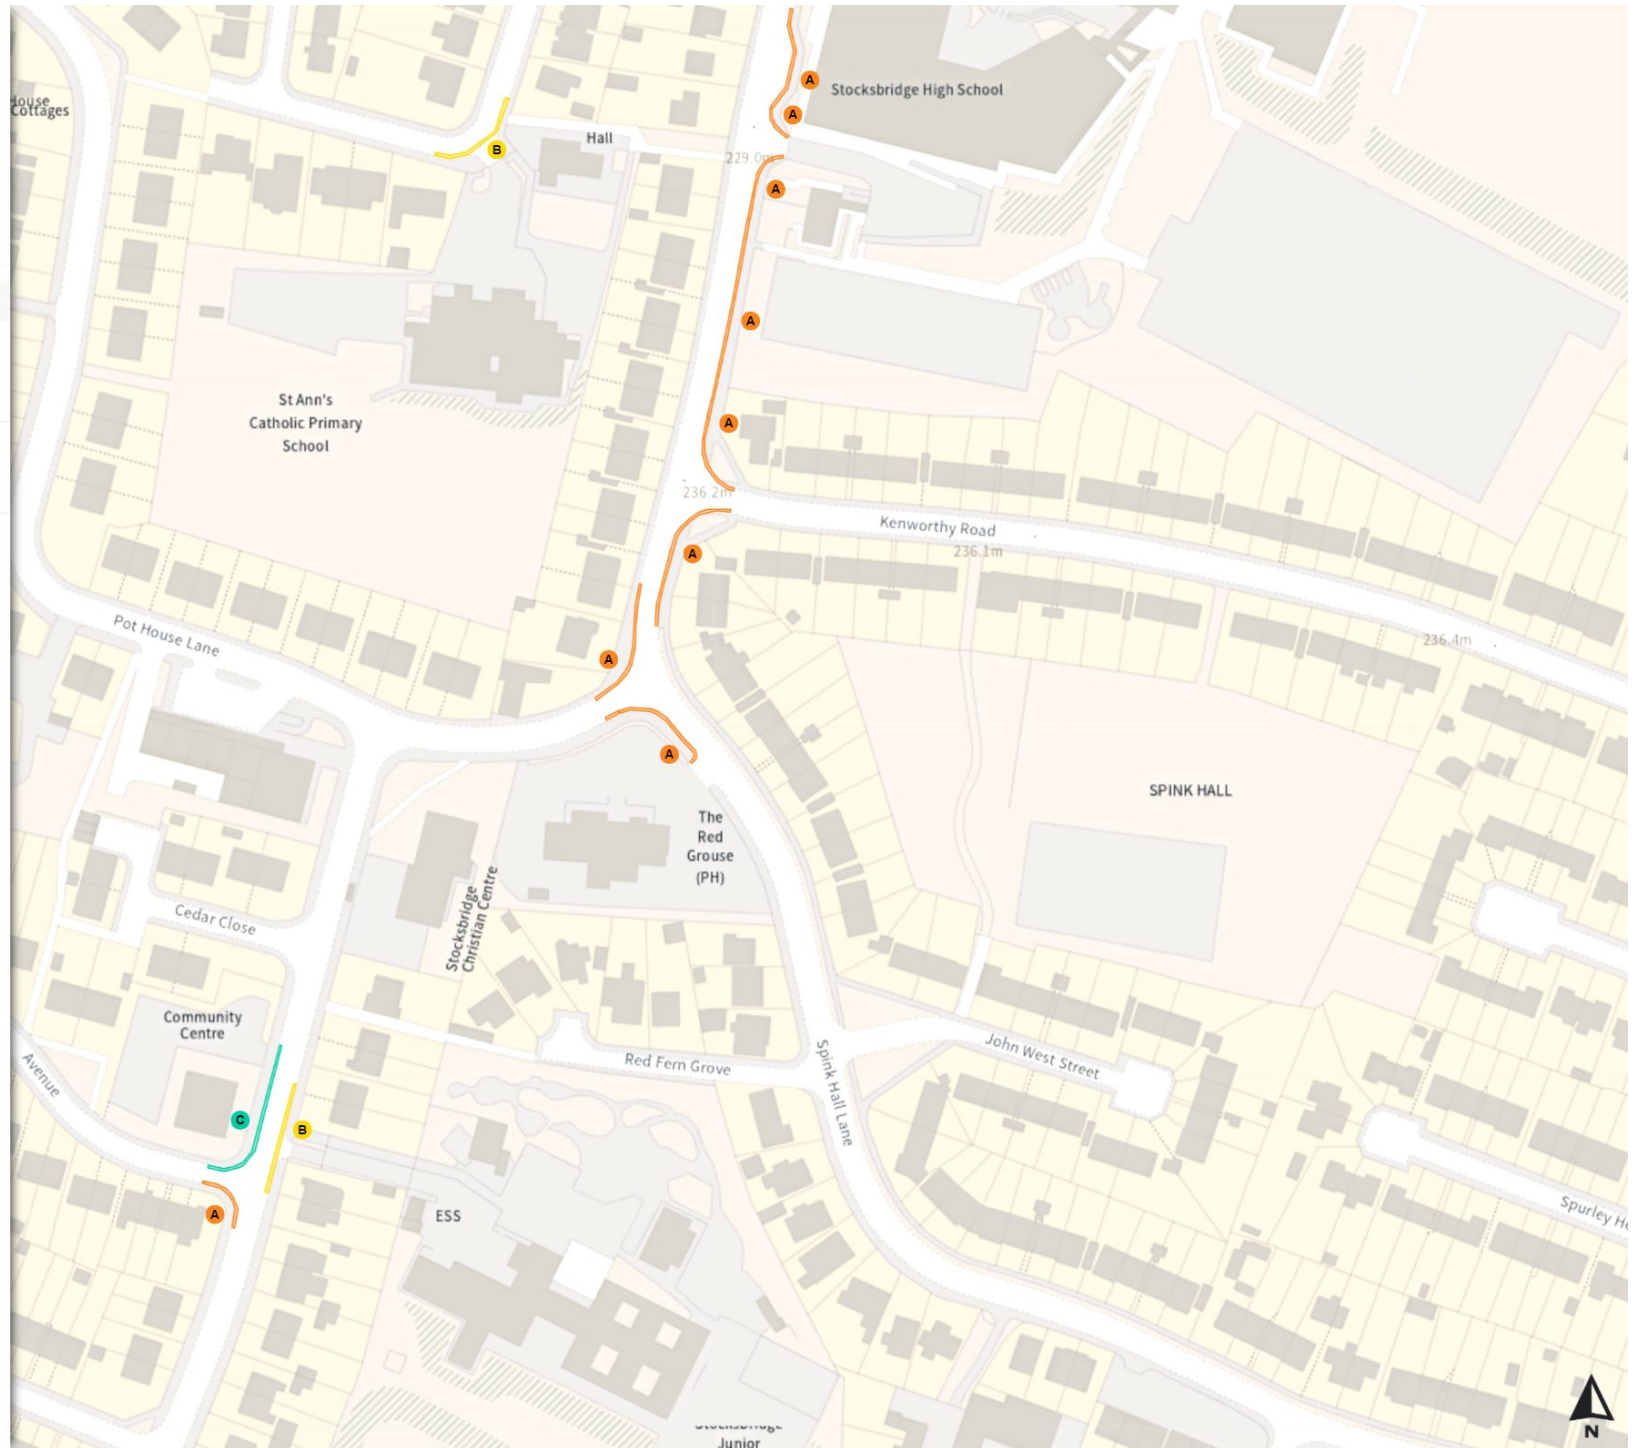 A
Stocksbridge High School
House
Cottages
A
Hall
B
229.0m
A
A
St Ann's
Catholic Primary
School
A
236.2m
Kenworthy Road
236.1m
A
Pot House Lane
236.4m
A
A
SPINK HALL
The
Red
Grouse
(PH)
Stocksbridge
Christian Centre
Cedar Close
Community
Centre
John West Street
Red Fern Grove
Spink Hall Lane
Avenue
C
B
A
ESS
Spurley He
Stocksbridge
Junior
N